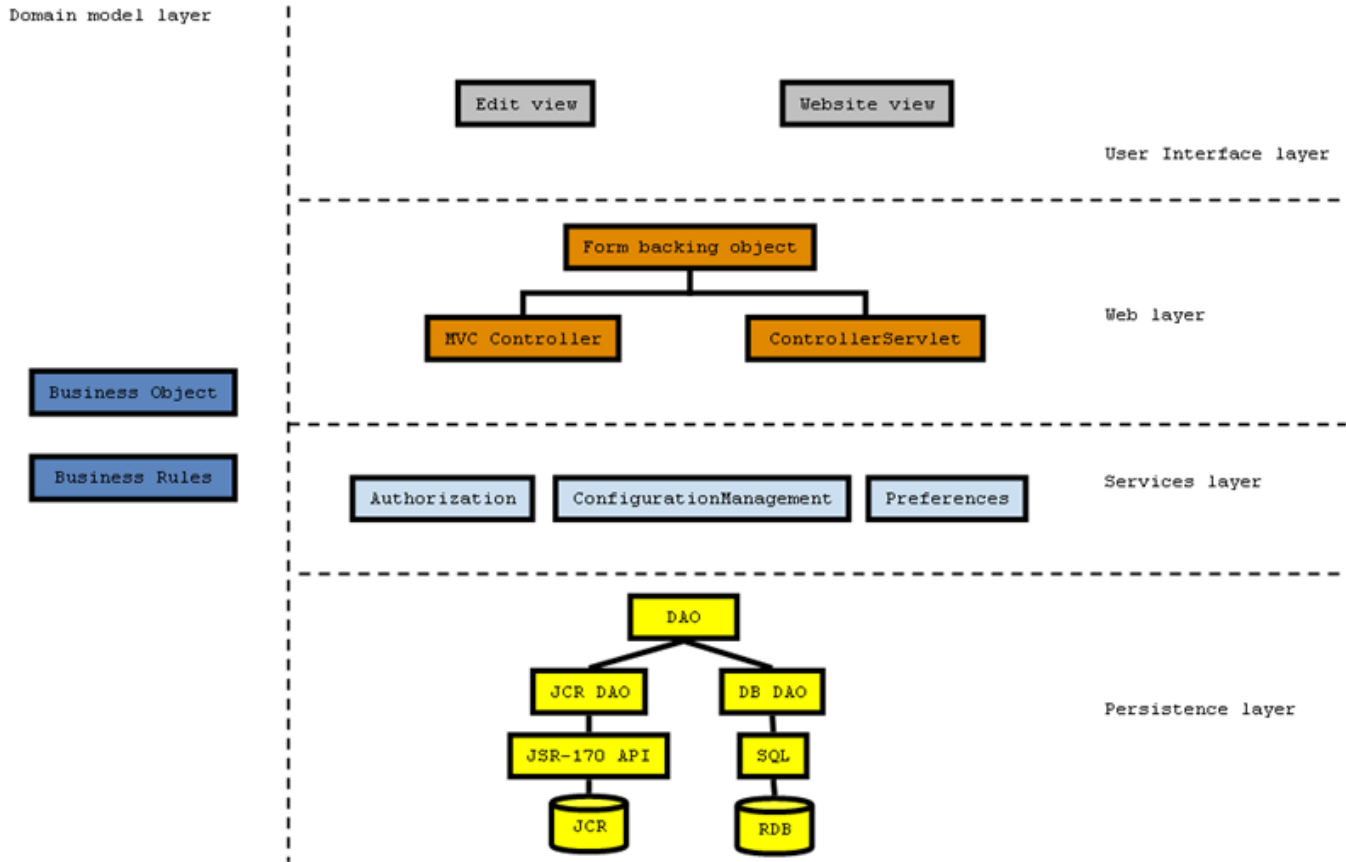 Domain model layer
Edit view
Website view
User Interface layer
Form backing object
Web layer
MVC Controller
ControllerServlet
Business Object
Business Rules
Services layer
Authorization
ConfigurationManagement
Preferences
DAO
JCR DAO
DB DAO
Persistence layer
JSR-170 API
SQL
JCR
RDB